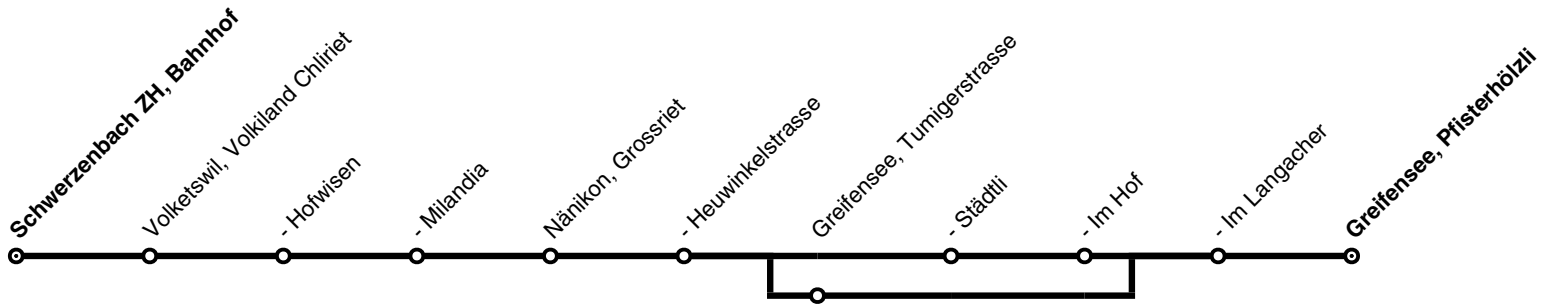 Schwerzenbach ZH, Bahnhof
Volketswil, Volkiland Chliriet
- Hofwisen
- Milandia
Nänikon, Grossriet
- Heuwinkelstrasse
Greifensee, Tumigerstrasse
- Städtli
- Im Hof
- Im Langacher
Greifensee, Pfisterhölzli